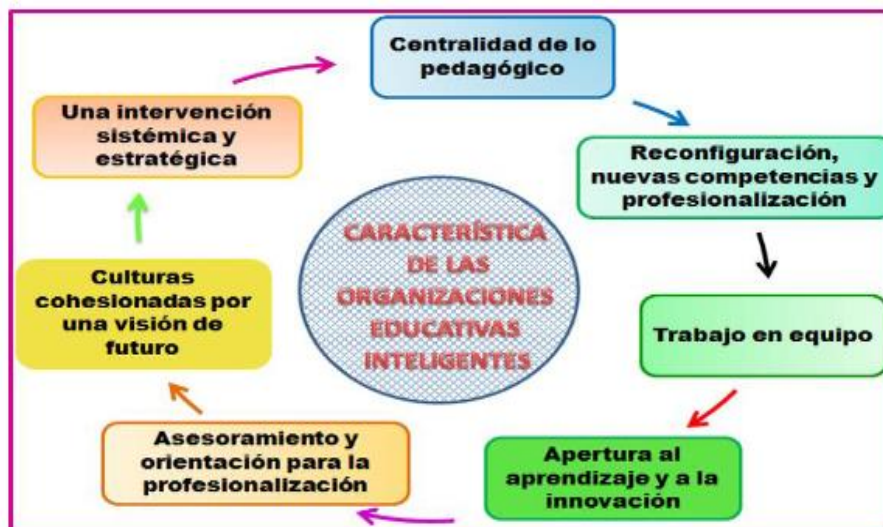 Centralidad de lo
pedagógico
Reconfiguración,
nuevas competencias y
profesionalización
Trabajo en equipo
Apertura al
aprendizaje y a la
innovación
Asesoramiento y
orientación para la
profesionalización
Culturas
cohesionadas por
una visión de
futuro
Una intervención
sistémica y
estratégica
CARACTERÍSTICA
DE LAS
ORGANIZACIONES
EDUCATIVAS
INTELIGENTES